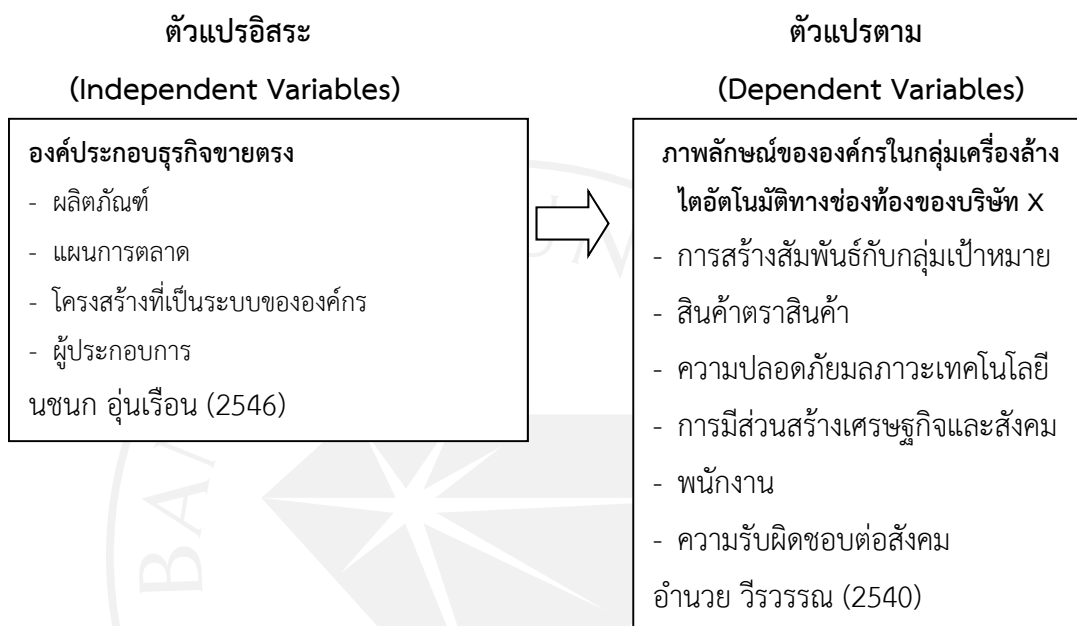 ตัวแปรอิสระ
(Independent Variables)
องค์ประกอบธุรกิจขายตรง
- ผลิตภัณฑ์
- แผนการตลาด
- โครงสร้างที่เป็นระบบขององค์กร
- ผู้ประกอบการ
นชนก อุ่นเรือน (2546)
ตัวแปรตาม
(Dependent Variables)
ภาพลักษณ์ขององค์กรในกลุ่มเครื่องล้าง
ไตอัตโนมัติทางช่องท้องของบริษัท X
- การสร้างสัมพันธ์กับกลุ่มเป้าหมาย
- สินค้าตราสินค้า
- ความปลอดภัยมลภาวะเทคโนโลยี
- การมีส่วนสร้างเศรษฐกิจและสังคม
- พนักงาน
- ความรับผิดชอบต่อสังคม
อำนวย วีรวรรณ (2540)